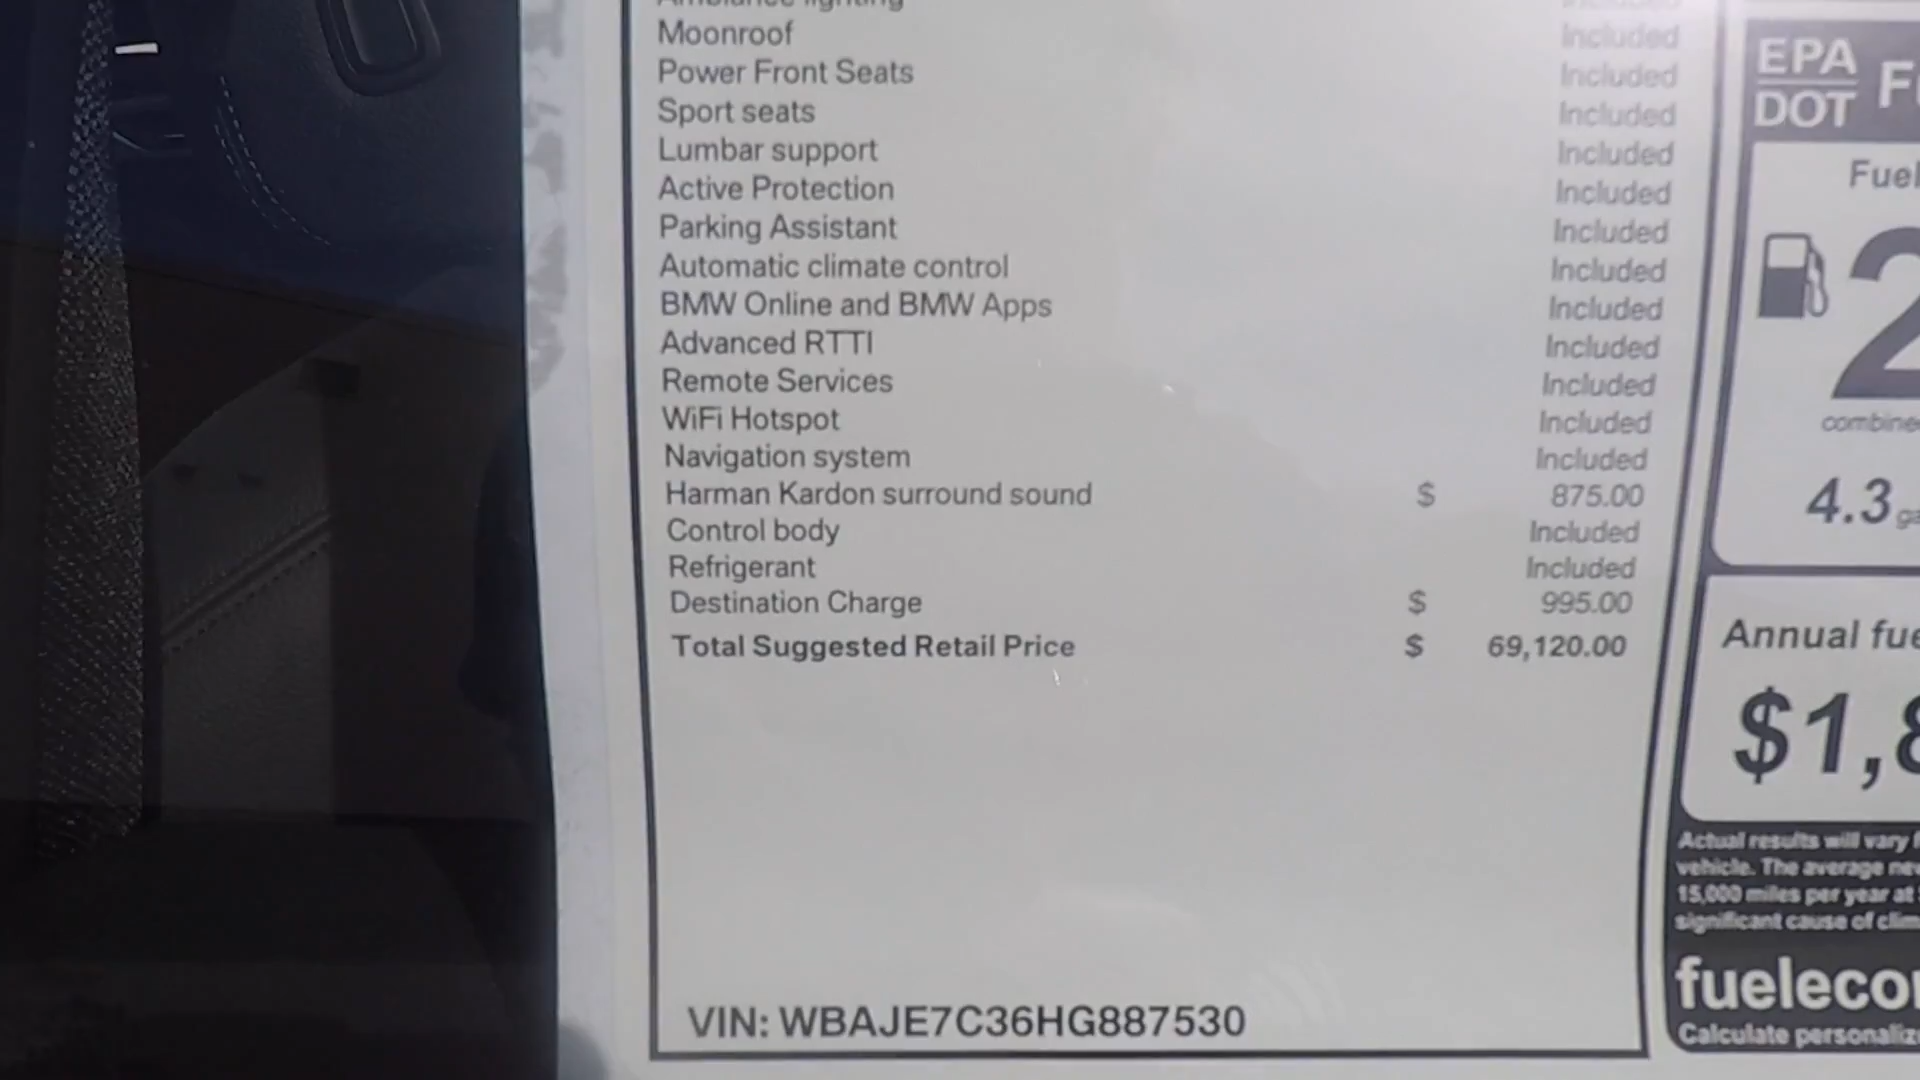 Moonroof Included
Power Front Seats Included
Sport seats Included
Lumbar support Included
Active Protection Included
Parking Assistant Included
Automatic climate control Included
BMW Online and BMW Apps Included
Advanced RTTI Included
Remote Services Included
WiFi Hotspot Included
Navigation system Included
Harman Kardon surround sound $ 875.00
Control body Included
Refrigerant Included
Destination Charge $ 995.00
Total Suggested Retail Price $ 69,120.00
VIN: WBAJE7C36HG887530
EPA
DOT
Fuel
2
4.3
Annual
$1,8
Actual results will vary
vehicle. The average
15,000 miles per year at
significant cause of
Calculate